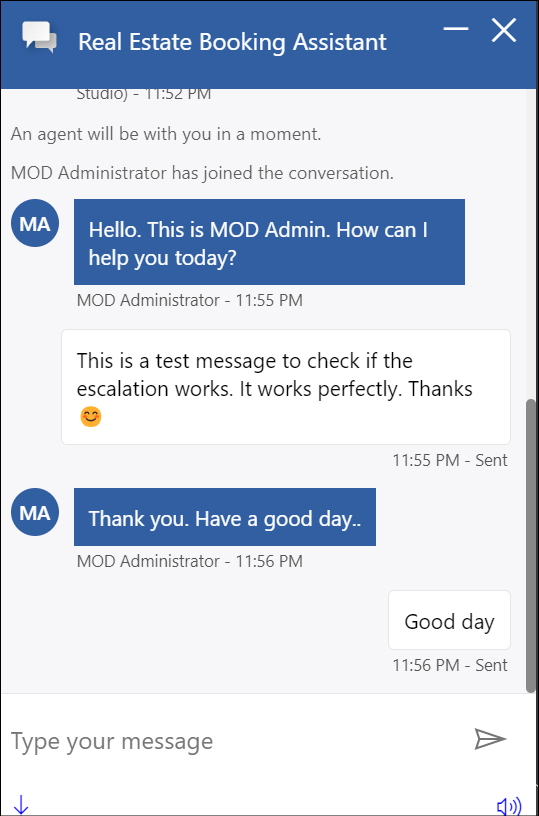 Real Estate Booking Assistant
Studio) - 11:52 PM
An agent will be with you in a moment.
MOD Administrator has joined the conversation.
MA
Hello. This is MOD Admin. How can I
help you today?
MOD Administrator - 11:55 PM
This is a test message to check if the
escalation works. It works perfectly. Thanks
😊
11:55 PM - Sent
MA
Thank you. Have a good day..
MOD Administrator - 11:56 PM
Good day
11:56 PM - Sent
Type your message